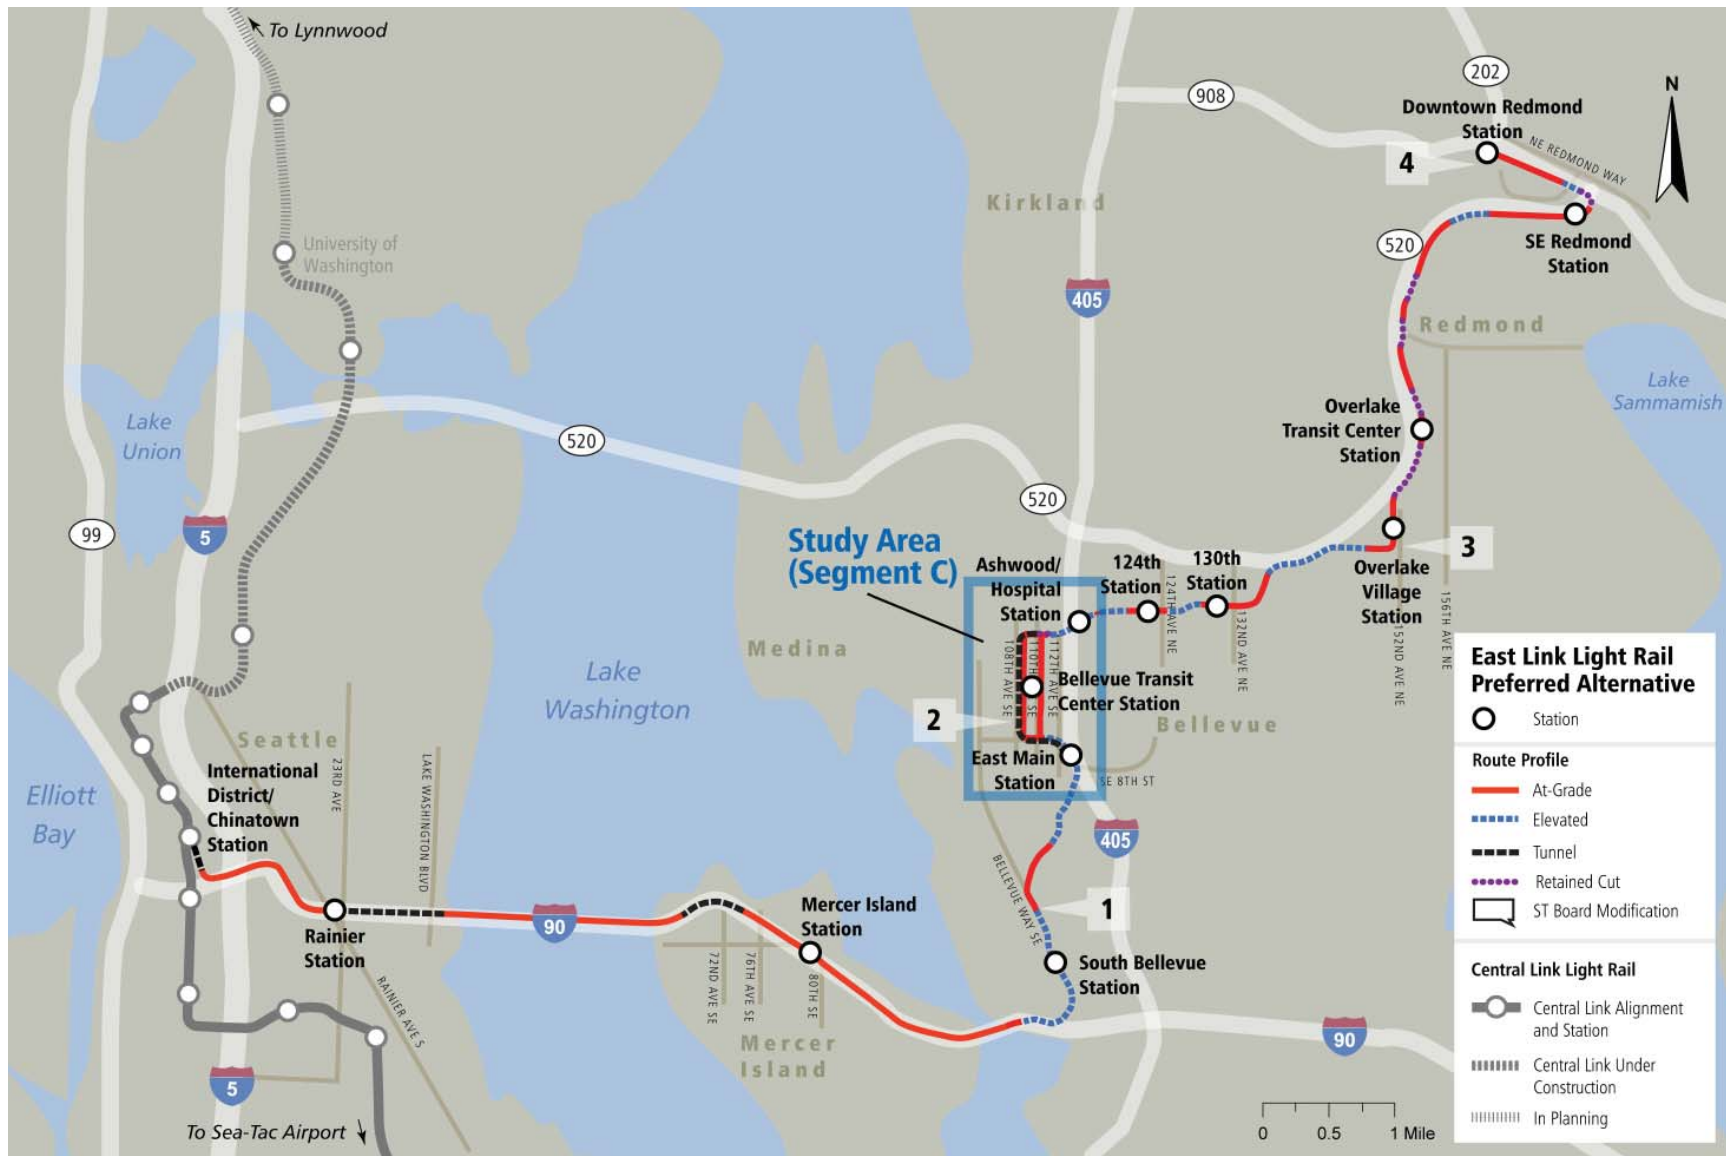 To Lynnwood
202
908
Downtown Redmond
Station
N
NE REDMOND WAY
4
Kirkland
University of
Washington
520
SE Redmond
Station
405
Redmond
Lake
Sammamish
Lake
Union
Overlake
Transit Center
Station
520
520
99
5
Study Area
(Segment C)
Ashwood/
Hospital
Station
124th
Station
130th
Station
3
Overlake
Village
Station
124TH AVE NE
132ND AVE NE
152ND AVE NE
156TH AVE NE
Medina
108TH AVE SE
110TH
SE
112TH AVE SE
Lake
Washington
Bellevue Transit
Center Station
2
Bellevue
East Main
Station
SE 8TH ST
Seattle
23RD AVE
LAKE WASHINGTON BLVD
International
District/
Chinatown
Station
Elliott
Bay
405
BELLEVUE WAY SE
1
Rainier
Station
90
Mercer Island
Station
72ND AVE SE
76TH AVE SE
80TH SE
South Bellevue
Station
RAINIER AVE S
Mercer
Island
90
5
To Sea-Tac Airport
0 0.5 1 Mile
East Link Light Rail
Preferred Alternative
Station
Route Profile
At-Grade
Elevated
Tunnel
Retained Cut
ST Board Modification
Central Link Light Rail
Central Link Alignment
and Station
Central Link Under
Construction
In Planning